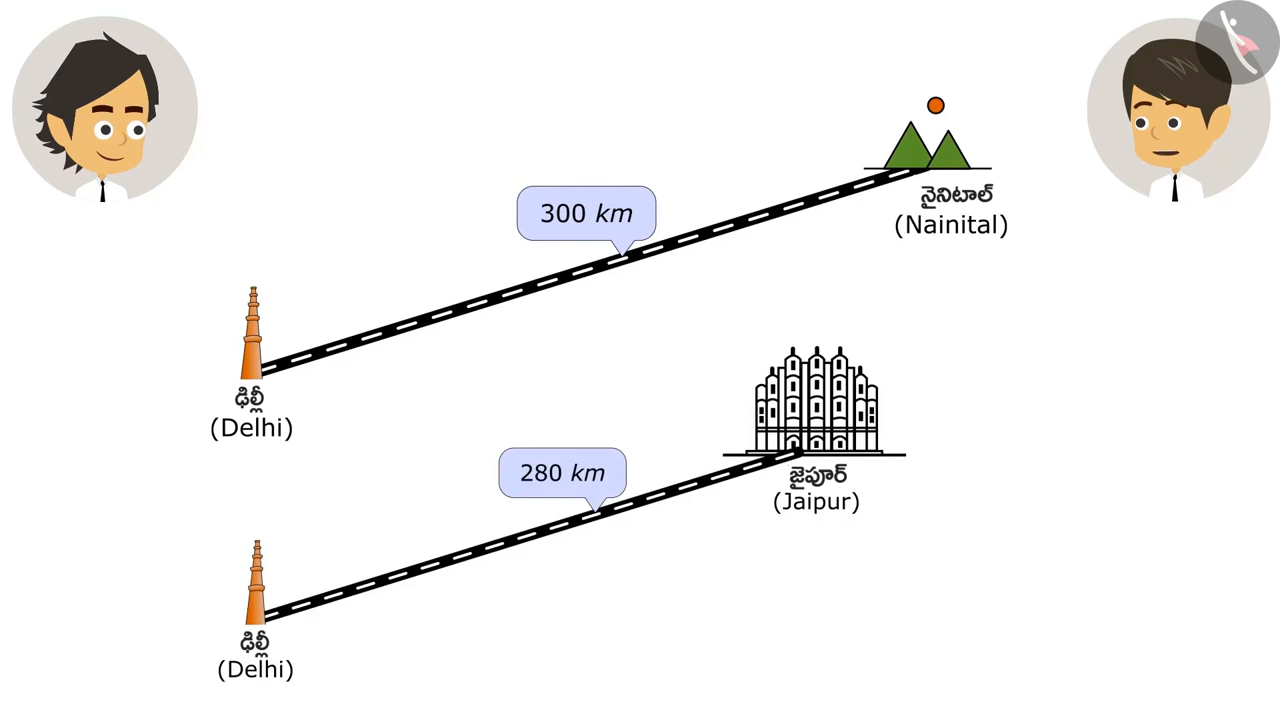 300 km
నైనిటాల్
(Nainital)
ఢిల్లీ
(Delhi)
280 km
జైపూర్
(Jaipur)
ఢిల్లీ
(Delhi)